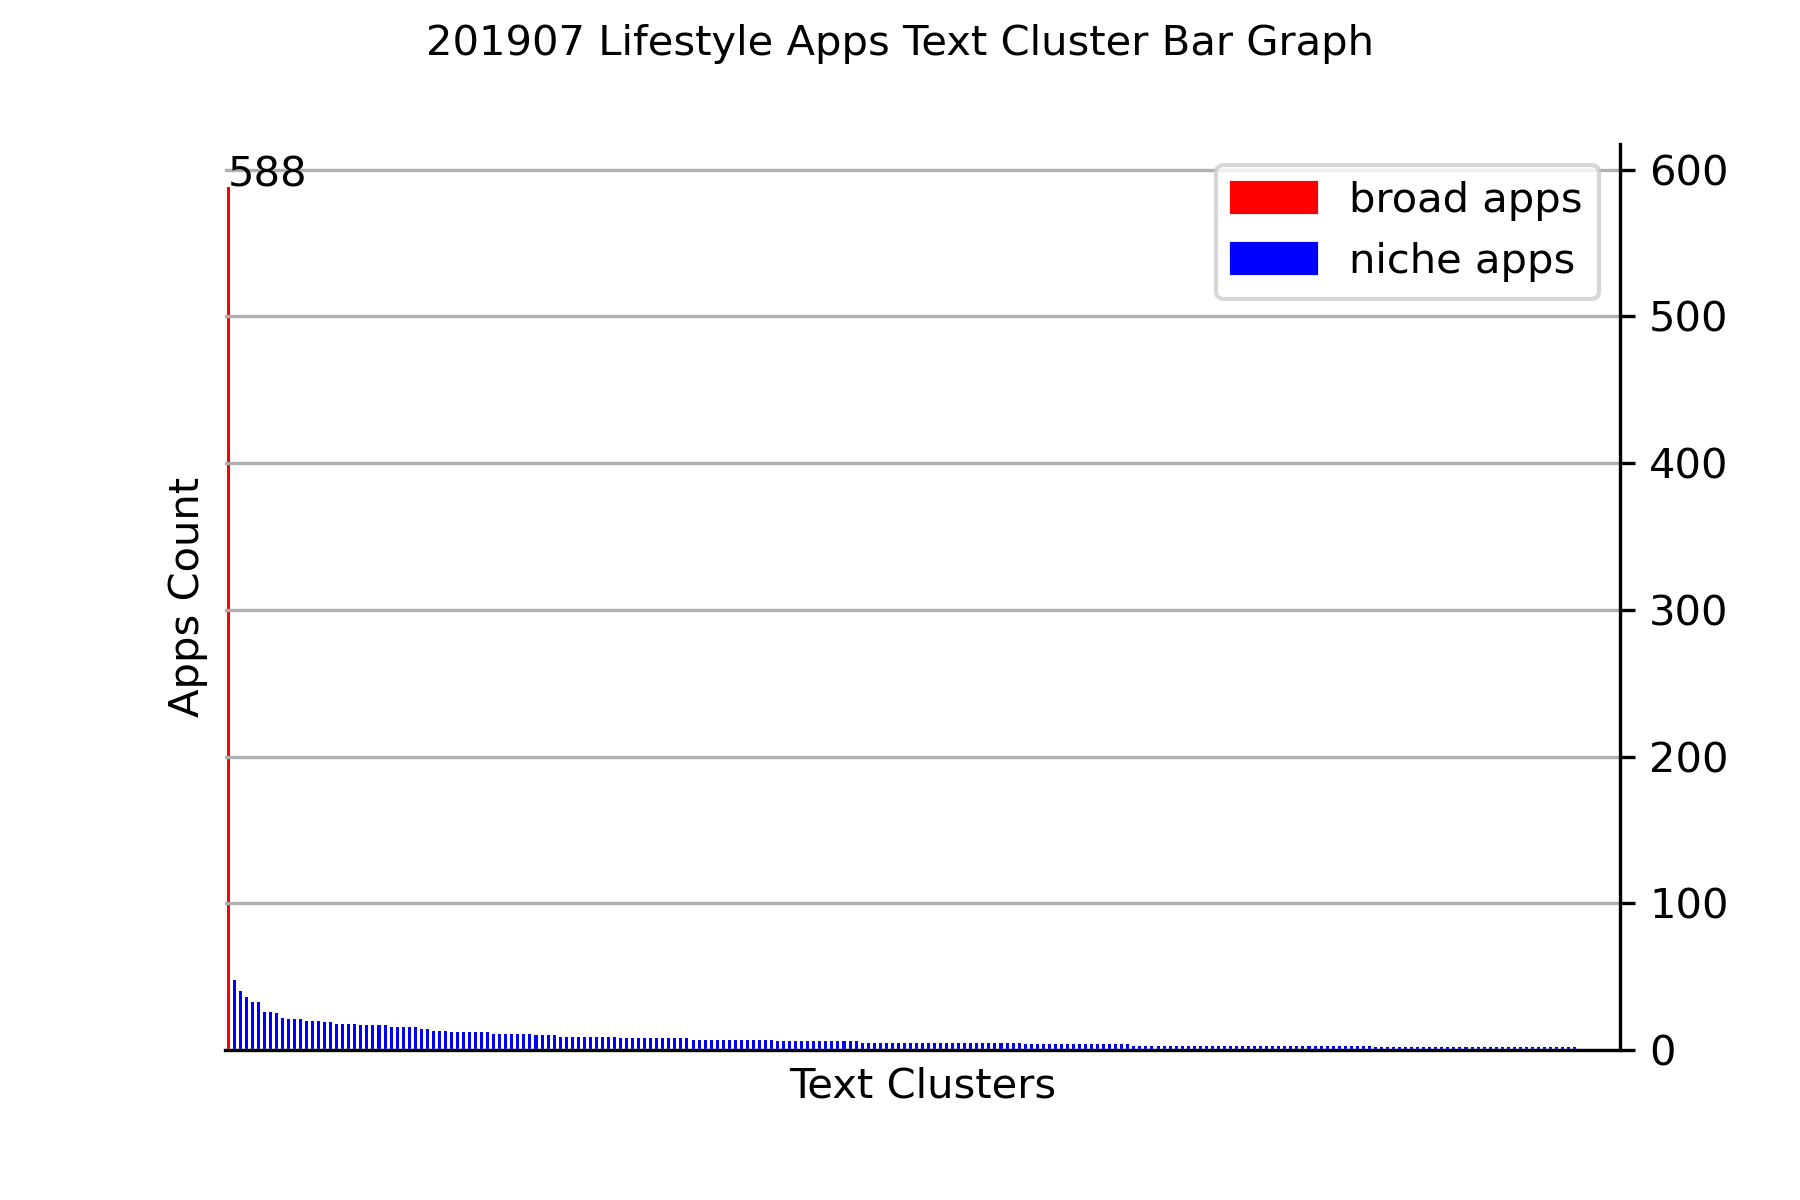 201907 Lifestyle Apps Text Cluster Bar Graph
588
broad apps
niche apps
600
500
400
300
200
100
0
Apps Count
Text Clusters